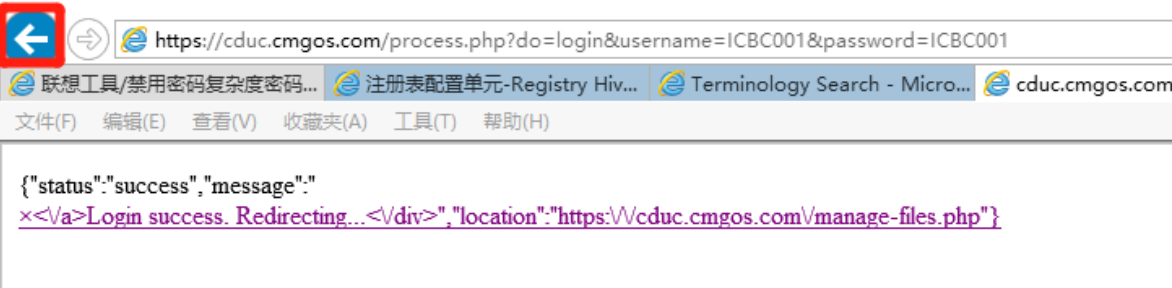 https://cduc.cmgos.com/process.php?do=login&username=ICBC001&password=ICBC001
联想工具/禁用密码复杂度密码... 注册表配置单元-Registry Hiv... Terminology Search - Micro... cduc.cmgos.com
文件(F) 编辑(E) 查看(V) 收藏夹(A) 工具(T) 帮助(H)
{"status":"success","message":"
×<\/a>Login success. Redirecting...<\/div>","location":"https:\/\/cduc.cmgos.com\/manage-files.php"}